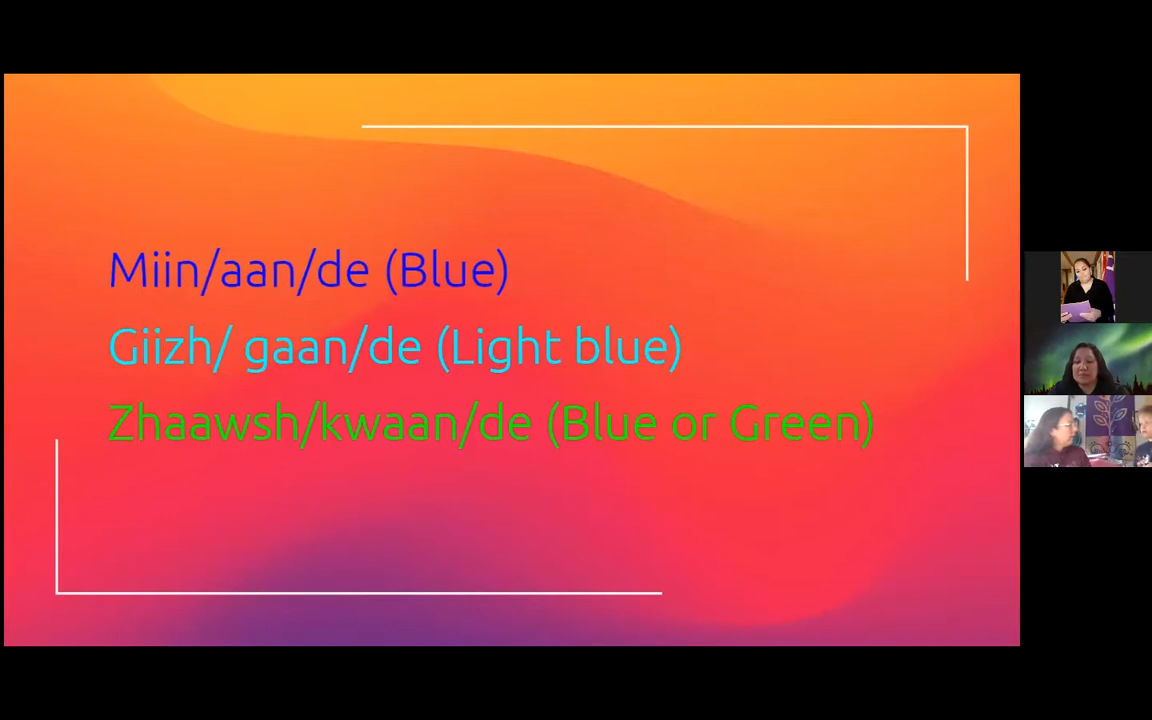 Miin/aan/de (Blue)
Giizh/ gaan/de (Light blue)
Zhaawsh/kwaan/de (Blue or Green)